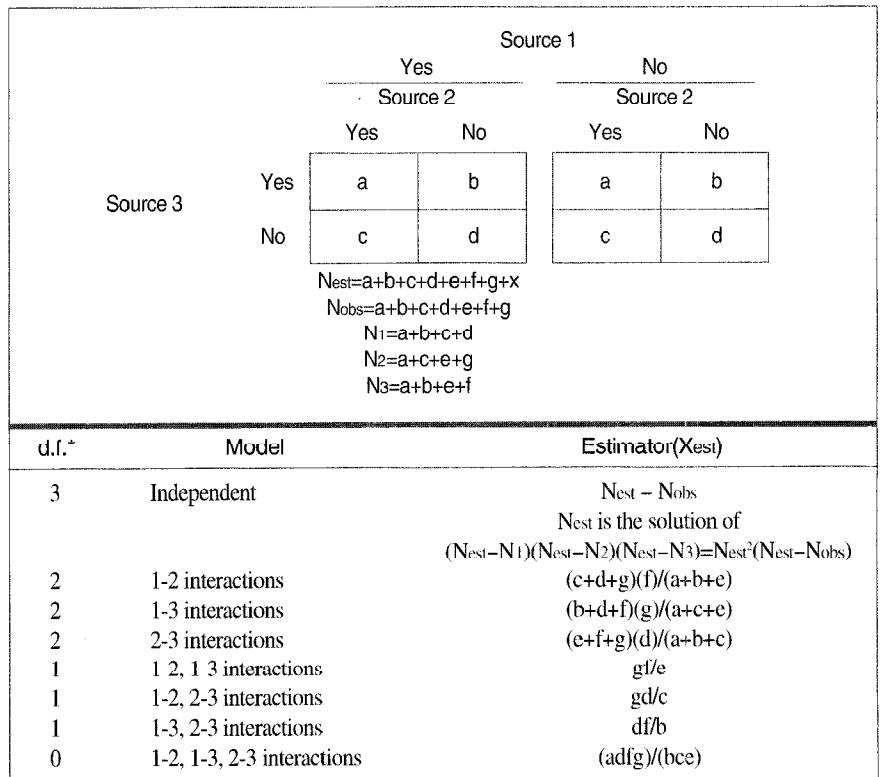 Source 1
Yes No
Source 2 Source 2
Yes No Yes No
Source 3
Yes a b a b
No c d c d
Nest=a+b+c+d+e+f+g+x
Nobs=a+b+c+d+e+f+g
N1=a+b+c+d
N2=a+c+e+g
N3=a+b+e+f
d.f.* Model Estimator(Xest)
3 Independent Nest – Nobs
Nest is the solution of
(Nest–N1)(Nest–N2)(Nest–N3)=Nest²(Nest–Nobs)
2 1-2 interactions (c+d+g)(f)/(a+b+e)
2 1-3 interactions (b+d+f)(g)/(a+c+e)
2 2-3 interactions (e+f+g)(d)/(a+b+c)
1 1-2, 1-3 interactions gf/e
1 1-2, 2-3 interactions gd/c
1 1-3, 2-3 interactions df/b
0 1-2, 1-3, 2-3 interactions (adfg)/(bce)